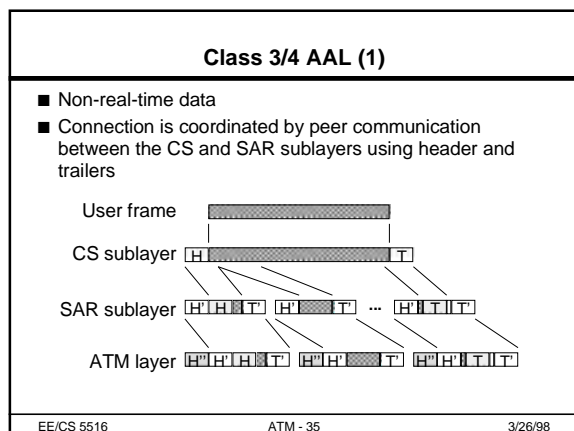 Class 3/4 AAL (1)
■ Non-real-time data
■ Connection is coordinated by peer communication
between the CS and SAR sublayers using header and
trailers
User frame
CS sublayer H T
SAR sublayer H' H T' H' T' ... H' T T'
ATM layer H'' H' H T' H'' H' T' H'' H' T T'
EE/CS 5516 ATM - 35 3/26/98